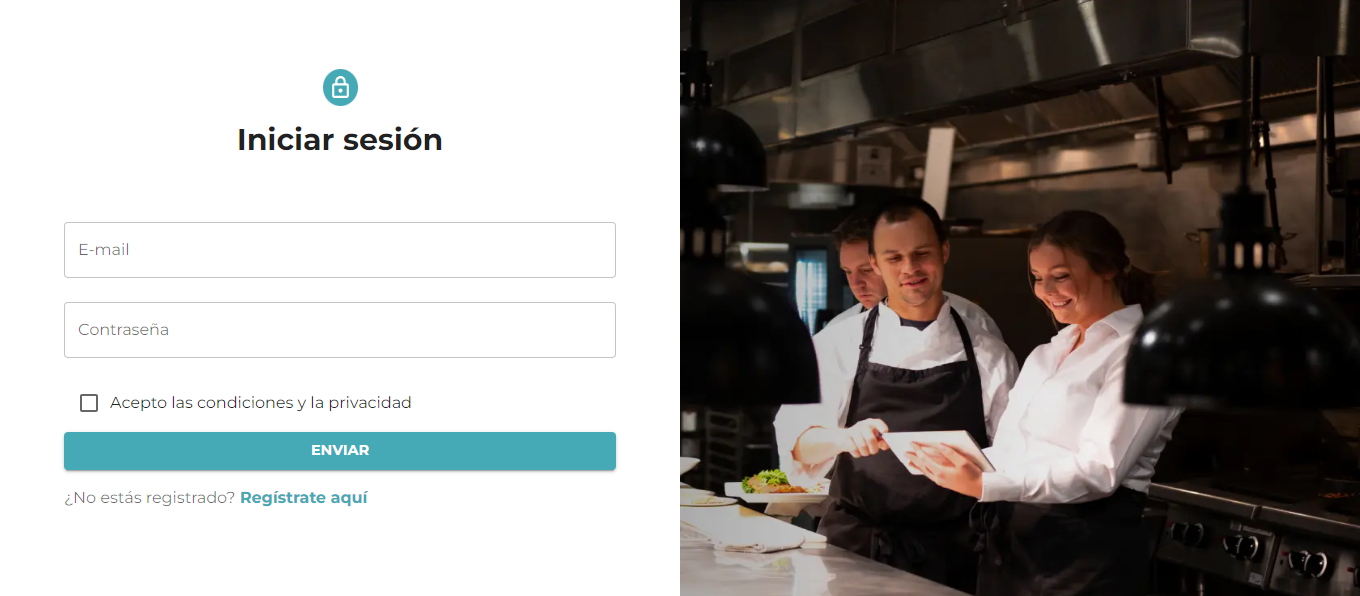 Iniciar sesión
E-mail
Contraseña
Acepto las condiciones y la privacidad
ENVIAR
¿No estás registrado? Regístrate aquí